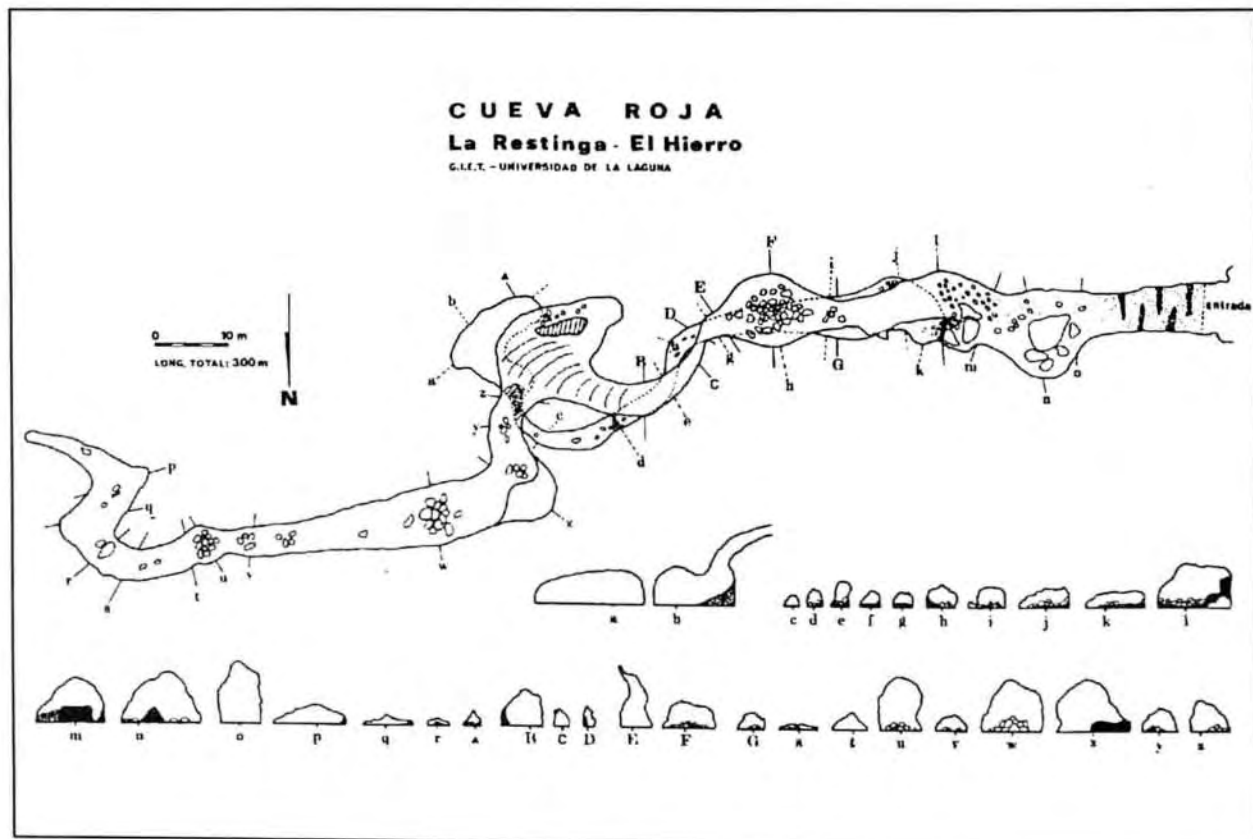 CUEVA ROJA
La Restinga - El Hierro
G.I.E.T. - UNIVERSIDAD DE LA LAGUNA
0 10 m
LONG. TOTAL: 300 m
N
entrada
F
l
i
J
A
E
b
D
a
B
g
C
G
k
m
h
n
o
z
e
c
y
d
p
q
x
r
w
s
v
t
u
a b c d e f g h i j k l
m n o p q r A B C D E F G s t u v w x y z